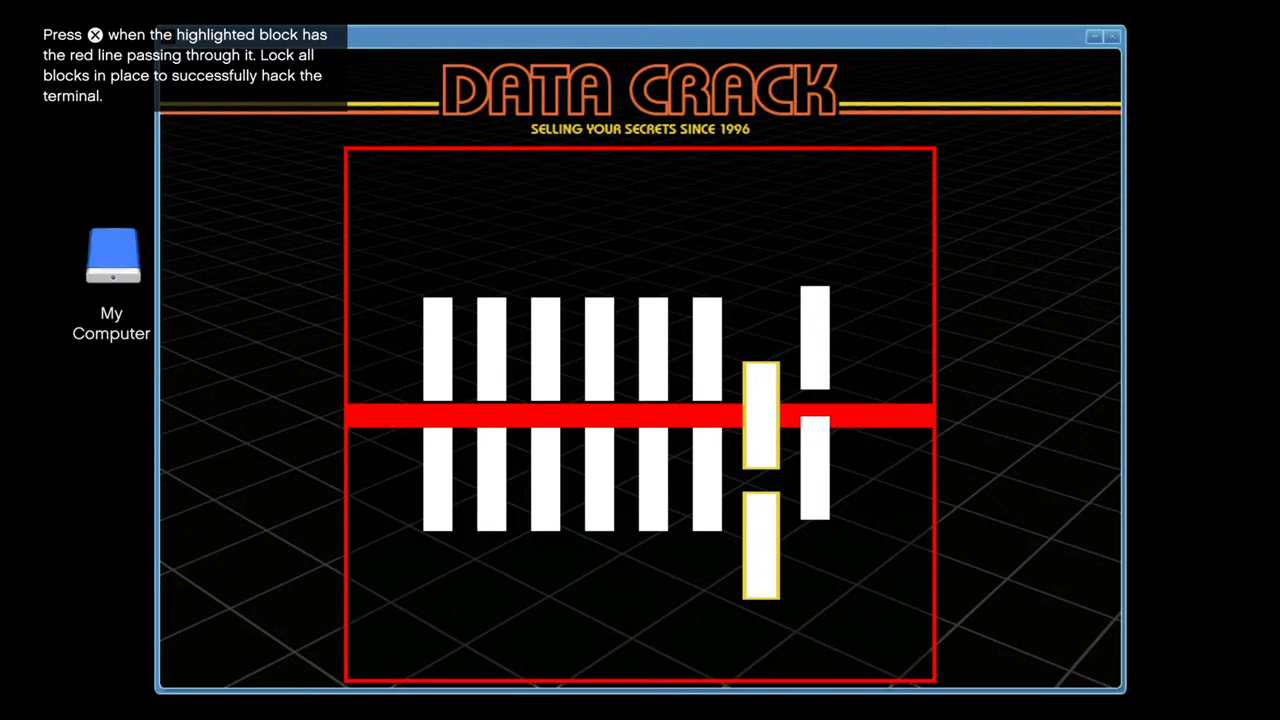 Press ⊗ when the highlighted block has
the red line passing through it. Lock all
blocks in place to successfully hack the
terminal.
DATA CRACK
SELLING YOUR SECRETS SINCE 1996
My
Computer